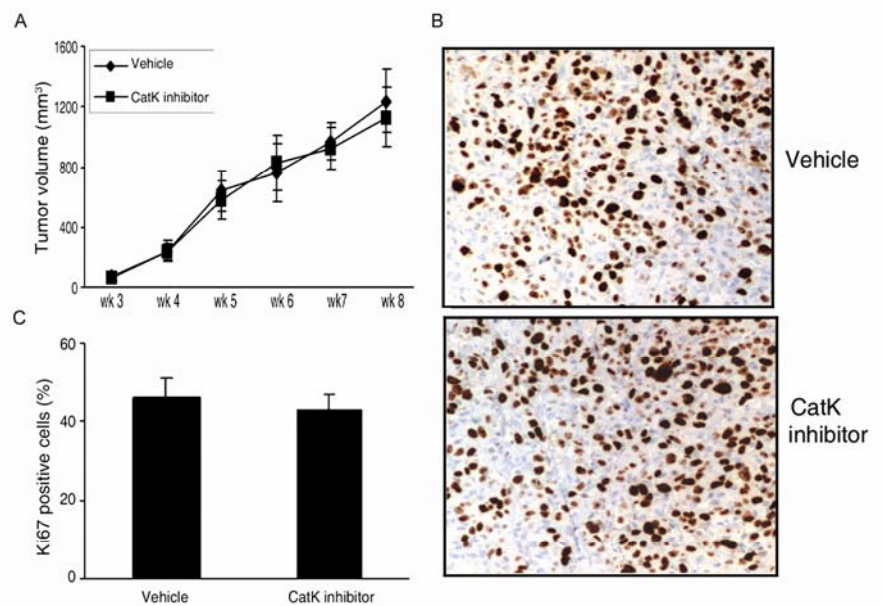 A
Tumor volume (mm³)
1600
1200
800
400
0
Vehicle
CatK inhibitor
wk 3
wk 4
wk 5
wk 6
wk7
wk 8
B
Vehicle
CatK
inhibitor
C
Ki67 positive cells (%)
60
40
20
0
Vehicle
CatK inhibitor